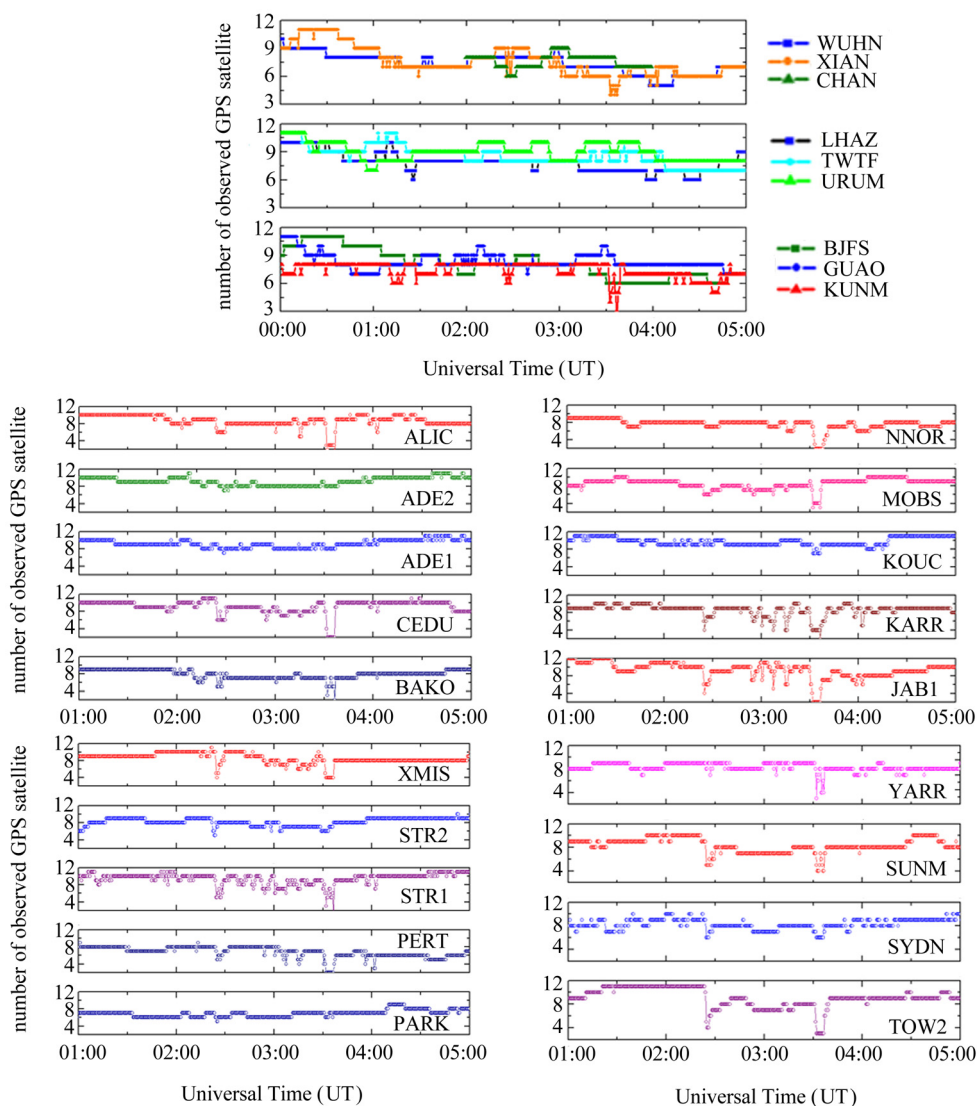 number of observed GPS satellite
12
9
6
3
WUHN
XIAN
CHAN
12
9
6
3
LHAZ
TWTF
URUM
12
9
6
3
BJFS
GUAO
KUNM
00:00 01:00 02:00 03:00 04:00 05:00
Universal Time (UT)
number of observed GPS satellite
12
8
4
ALIC
12
8
4
ADE2
12
8
4
ADE1
12
8
4
CEDU
12
8
4
BAKO
01:00 02:00 03:00 04:00 05:00
12
8
4
NNOR
12
8
4
MOBS
12
8
4
KOUC
12
8
4
KARR
12
8
4
JAB1
01:00 02:00 03:00 04:00 05:00
number of observed GPS satellite
12
8
4
XMIS
12
8
4
STR2
12
8
4
STR1
12
8
4
PERT
12
8
4
PARK
01:00 02:00 03:00 04:00 05:00
Universal Time (UT)
12
8
4
YARR
12
8
4
SUNM
12
8
4
SYDN
12
8
4
TOW2
01:00 02:00 03:00 04:00 05:00
Universal Time (UT)